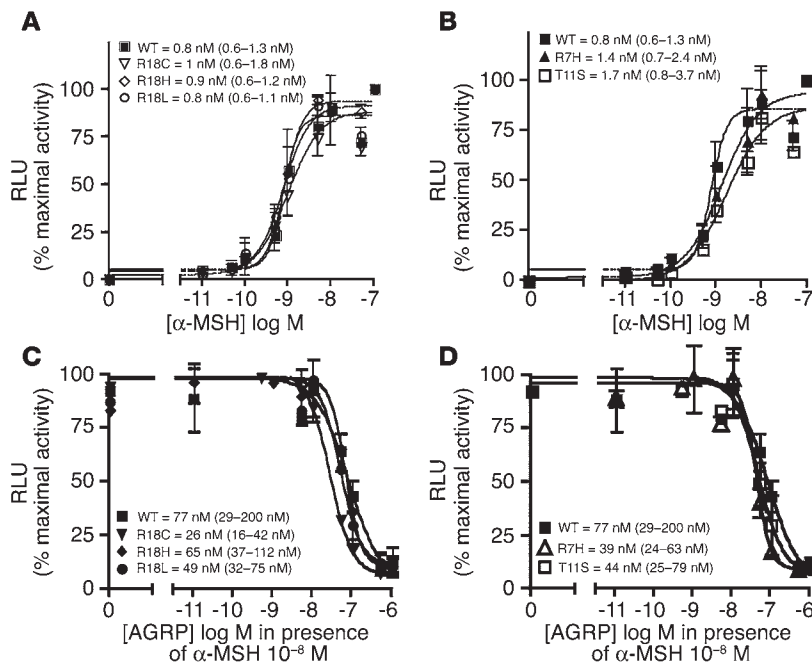 A
WT = 0.8 nM (0.6–1.3 nM)
R18C = 1 nM (0.6–1.8 nM)
R18H = 0.9 nM (0.6–1.2 nM)
R18L = 0.8 nM (0.6–1.1 nM)
RLU
(% maximal activity)
100
75
50
25
0
0
-11
-10
-9
-8
-7
[α-MSH] log M
B
WT = 0.8 nM (0.6–1.3 nM)
R7H = 1.4 nM (0.7–2.4 nM)
T11S = 1.7 nM (0.8–3.7 nM)
RLU
(% maximal activity)
100
75
50
25
0
0
-11
-10
-9
-8
-7
[α-MSH] log M
C
RLU
(% maximal activity)
100
75
50
25
0
WT = 77 nM (29–200 nM)
R18C = 26 nM (16–42 nM)
R18H = 65 nM (37–112 nM)
R18L = 49 nM (32–75 nM)
0
-11
-10
-9
-8
-7
-6
[AGRP] log M in presence
of α-MSH 10⁻⁸ M
D
RLU
(% maximal activity)
100
75
50
25
0
WT = 77 nM (29–200 nM)
R7H = 39 nM (24–63 nM)
T11S = 44 nM (25–79 nM)
0
-11
-10
-9
-8
-7
-6
[AGRP] log M in presence
of α-MSH 10⁻⁸ M